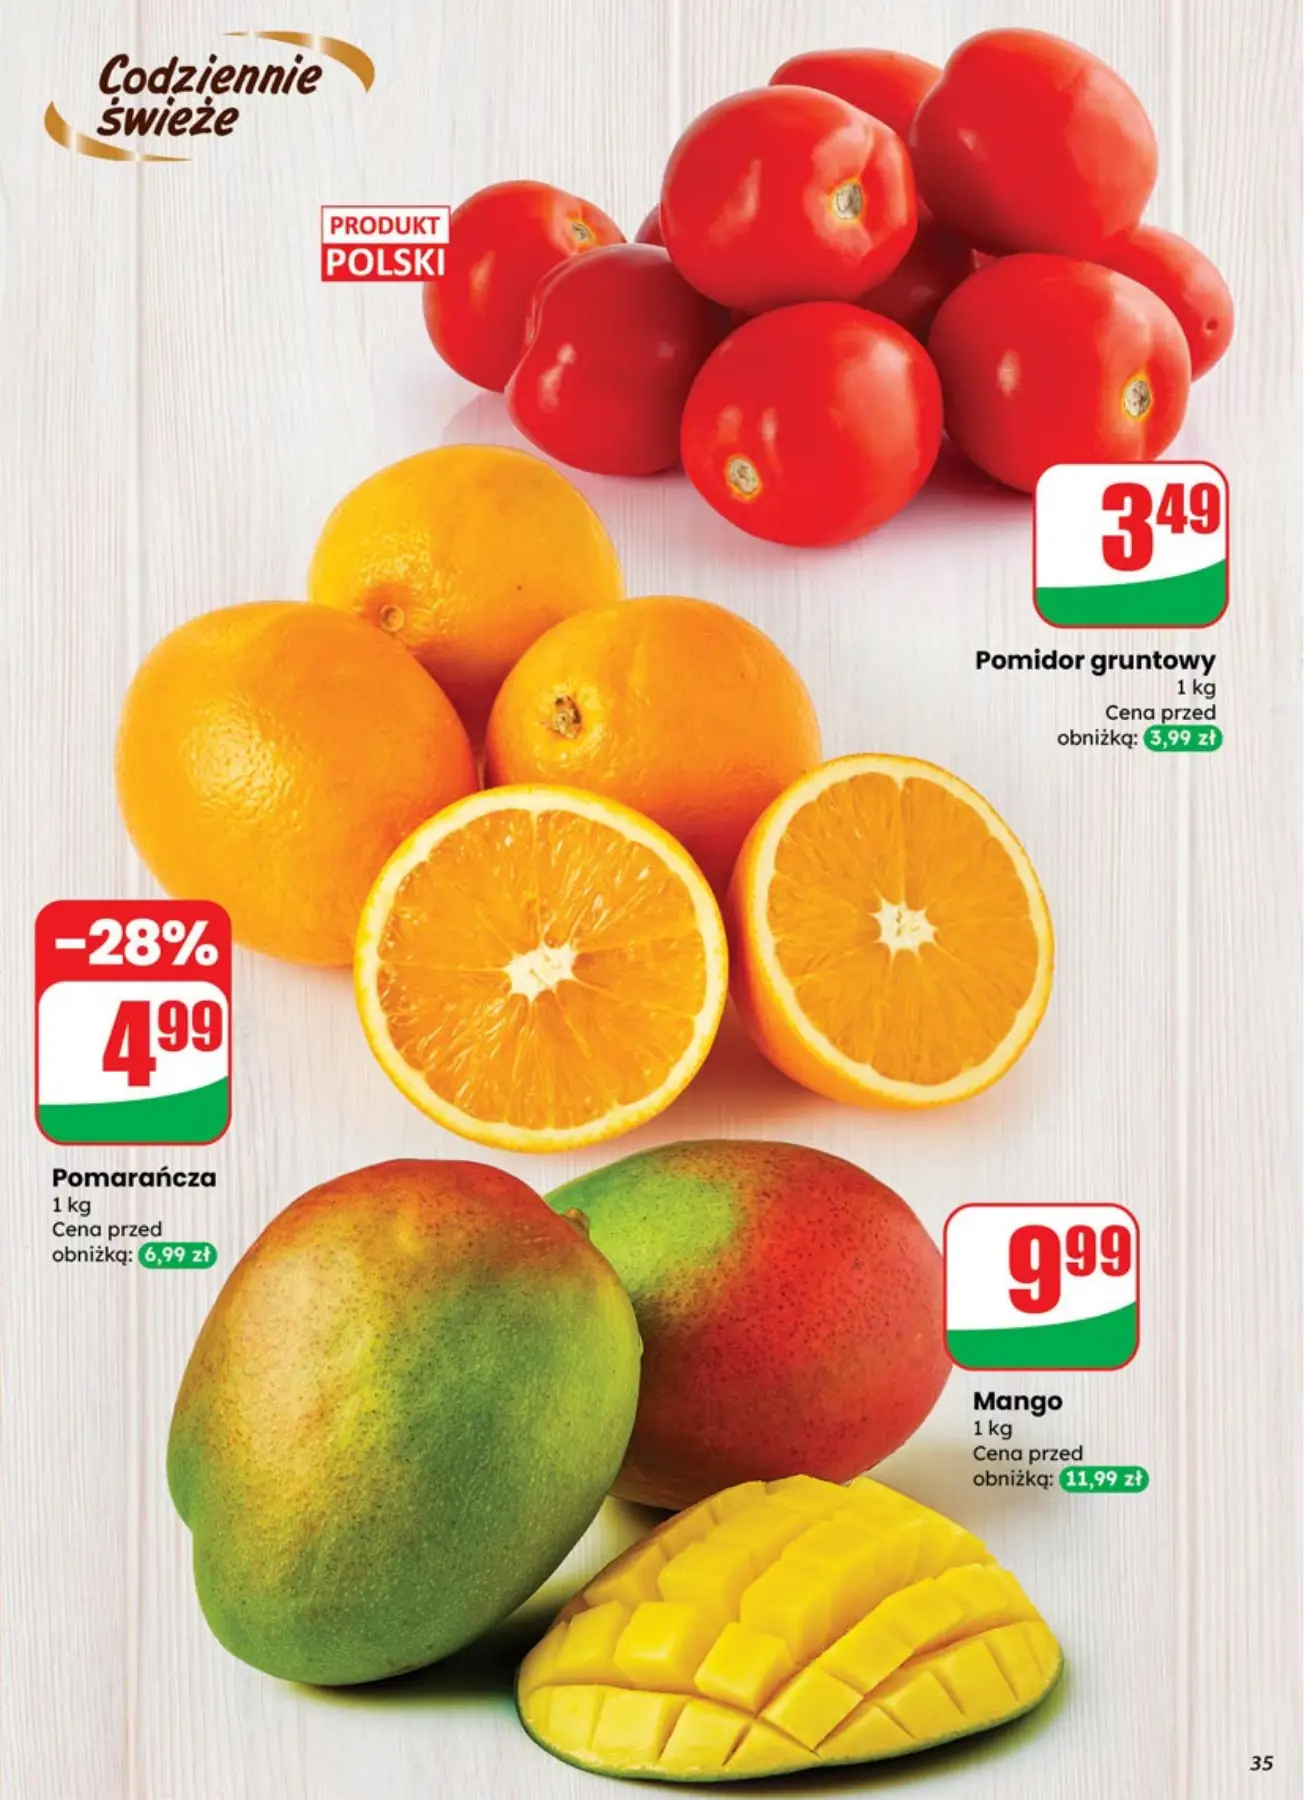 Codziennie
świeże
PRODUKT
POLSKI
3 49
Pomidor gruntowy
1 kg
Cena przed
obniżką: 3,99 zł
-28%
4 99
Pomarańcza
1 kg
Cena przed
obniżką: 6,99 zł
9 99
Mango
1 kg
Cena przed
obniżką: 11,99 zł
35